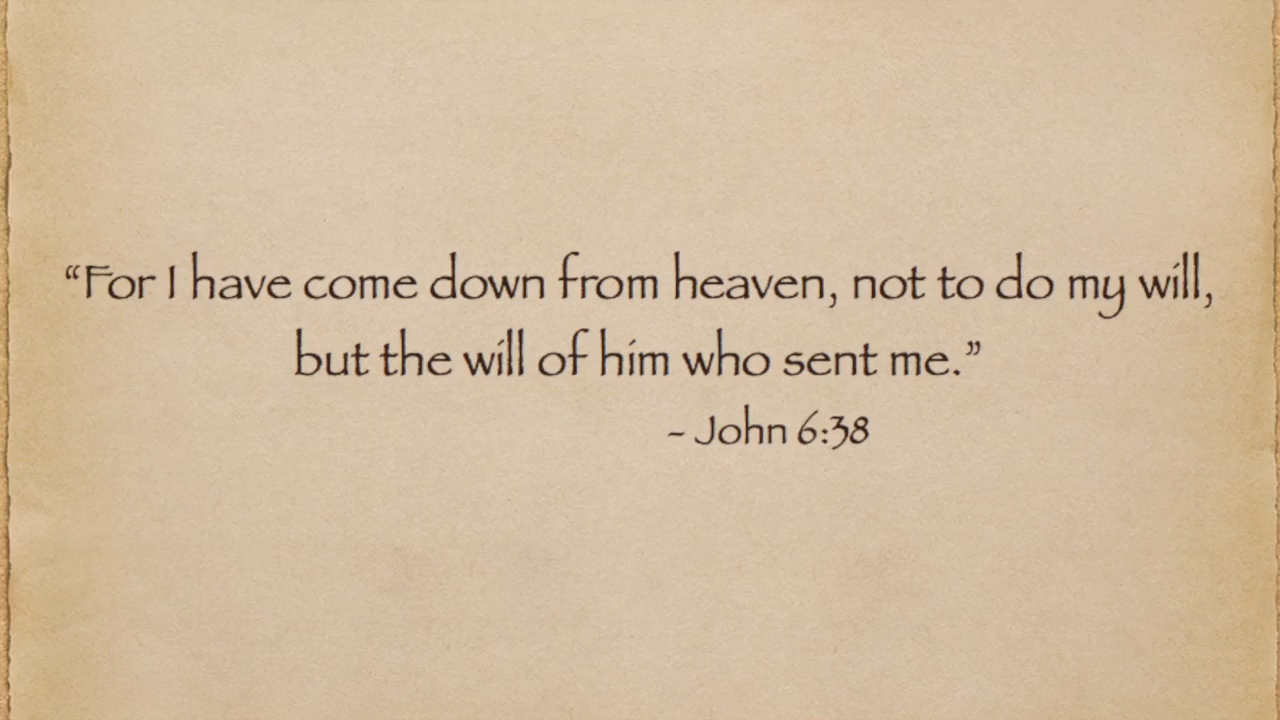 “For I have come down from heaven, not to do my will,
but the will of him who sent me.”
- John 6:38